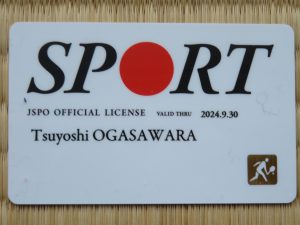 SPORT
JSPO OFFICIAL LICENSE VALID THRU 2024.9.30
Tsuyoshi OGASAWARA